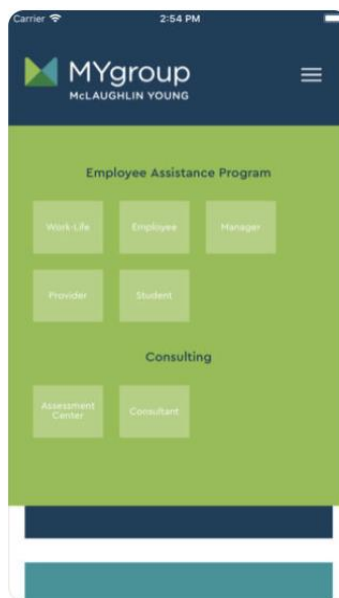 Carrier 2:54 PM
MYgroup
McLAUGHLIN YOUNG
Employee Assistance Program
Work-Life Employee Manager
Provider Student
Consulting
Assessment
Center
Consultant